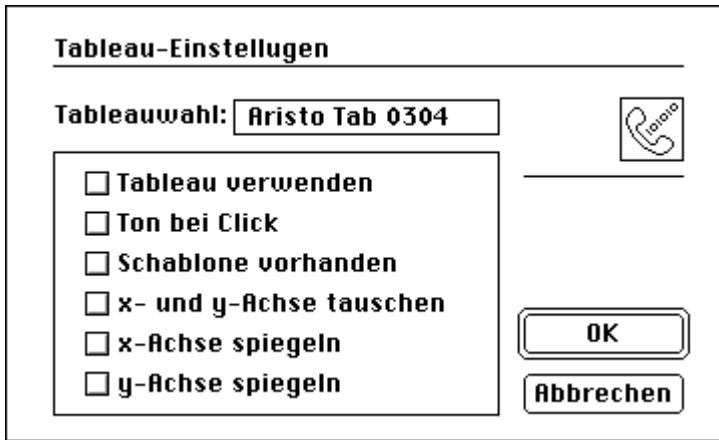 Tableau-Einstellugen
Tableauwahl: Aristo Tab 0304
Tableau verwenden
Ton bei Click
Schablone vorhanden
x- und y-Achse tauschen
x-Achse spiegeln
y-Achse spiegeln
OK
Abbrechen